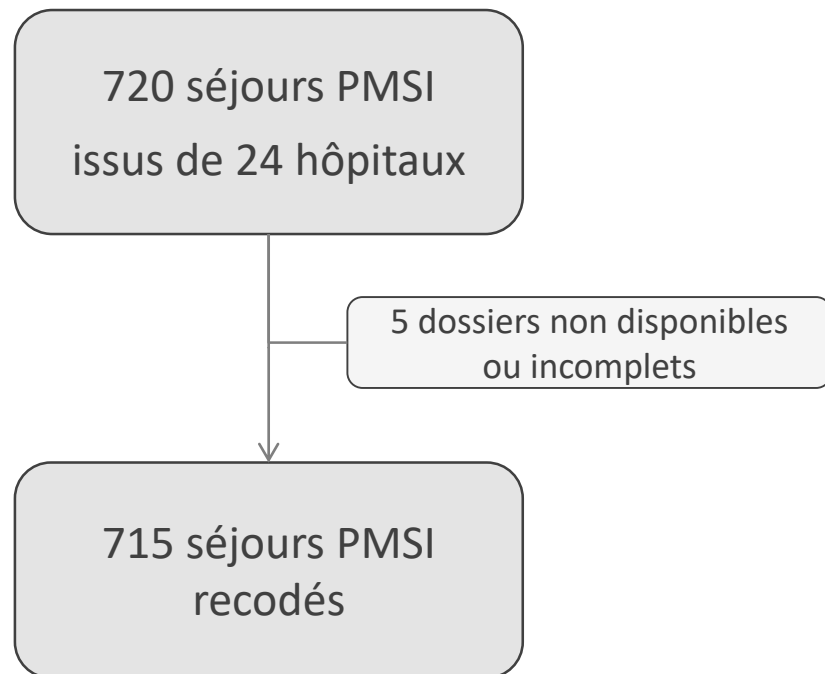 720 séjours PMSI
issus de 24 hôpitaux
5 dossiers non disponibles
ou incomplets
715 séjours PMSI
recodés